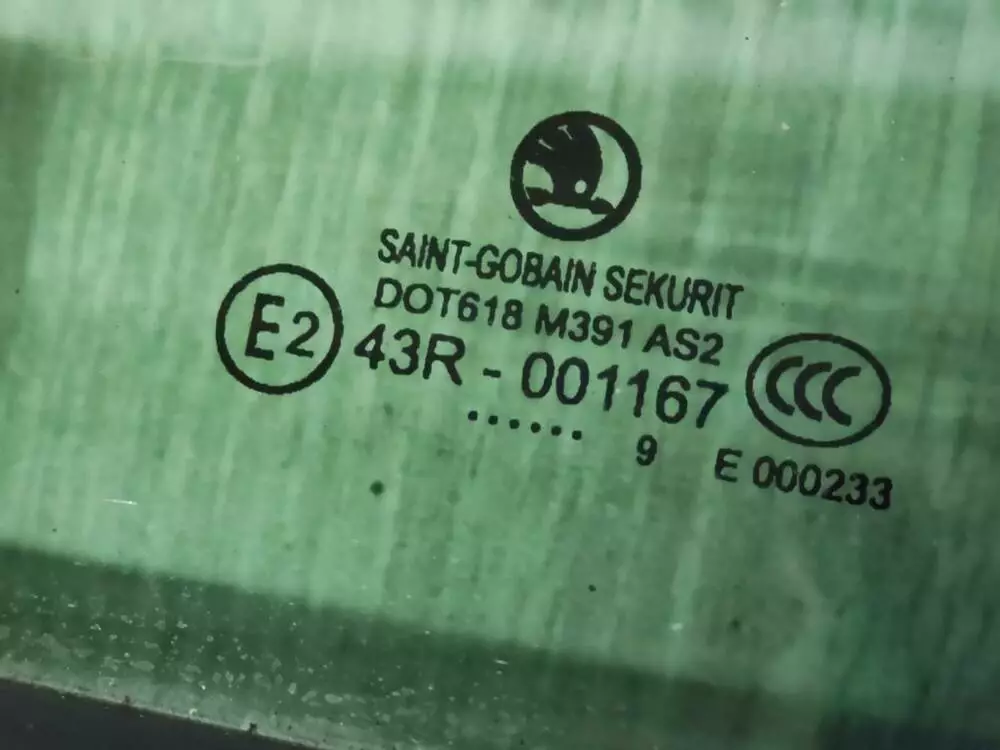 SAINT-GOBAIN SEKURIT
DOT618 M391 AS2
E2 43R - 001167 CCC
...... 9 E 000233